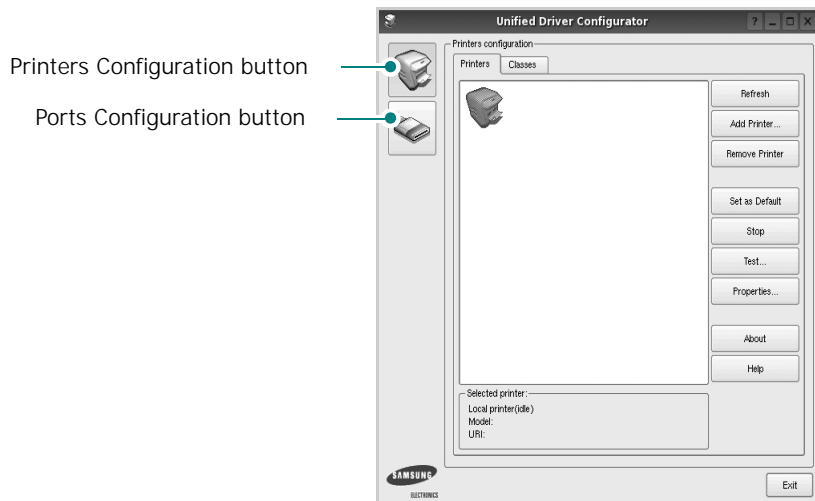 Unified Driver Configurator
?
Printers Configuration button
Ports Configuration button
Printers configuration
Printers Classes
Refresh
Add Printer...
Remove Printer
Set as Default
Stop
Test...
Properties...
About
Help
Selected printer:
Local printer(idle)
Model:
URI:
SAMSUNG
ELECTRONICS
Exit